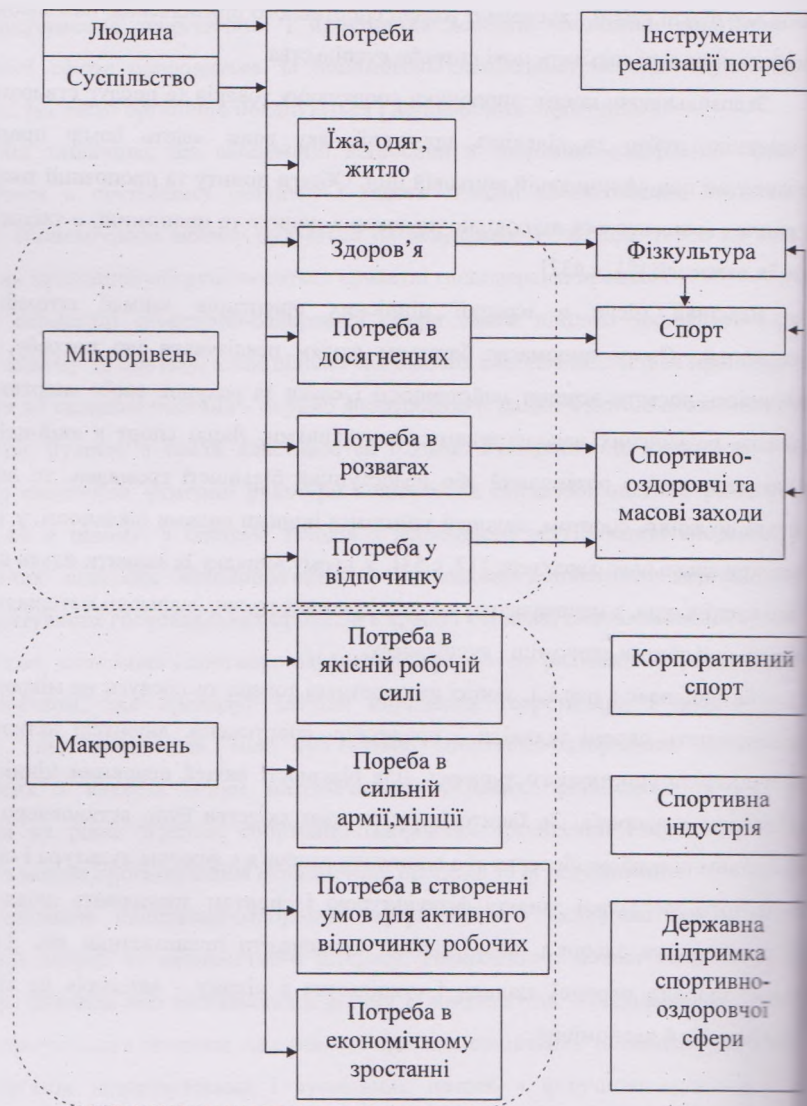 Людина
Суспільство
Потреби
Інструменти
реалізації потреб
Їжа, одяг,
житло
Здоров’я
Фізкультура
Мікрорівень
Потреба в
досягненнях
Спорт
Потреба в
розвагах
Спортивно-
оздоровчі та
масові заходи
Потреба у
відпочинку
Потреба в
якісній робочій
силі
Корпоративний
спорт
Макрорівень
Пореба в
сильній
армії,міліції
Спортивна
індустрія
Потреба в створенні
умов для активного
відпочинку робочих
Державна
підтримка
спортивно-
оздоровчої
сфери
Потреба в
економічному
зростанні